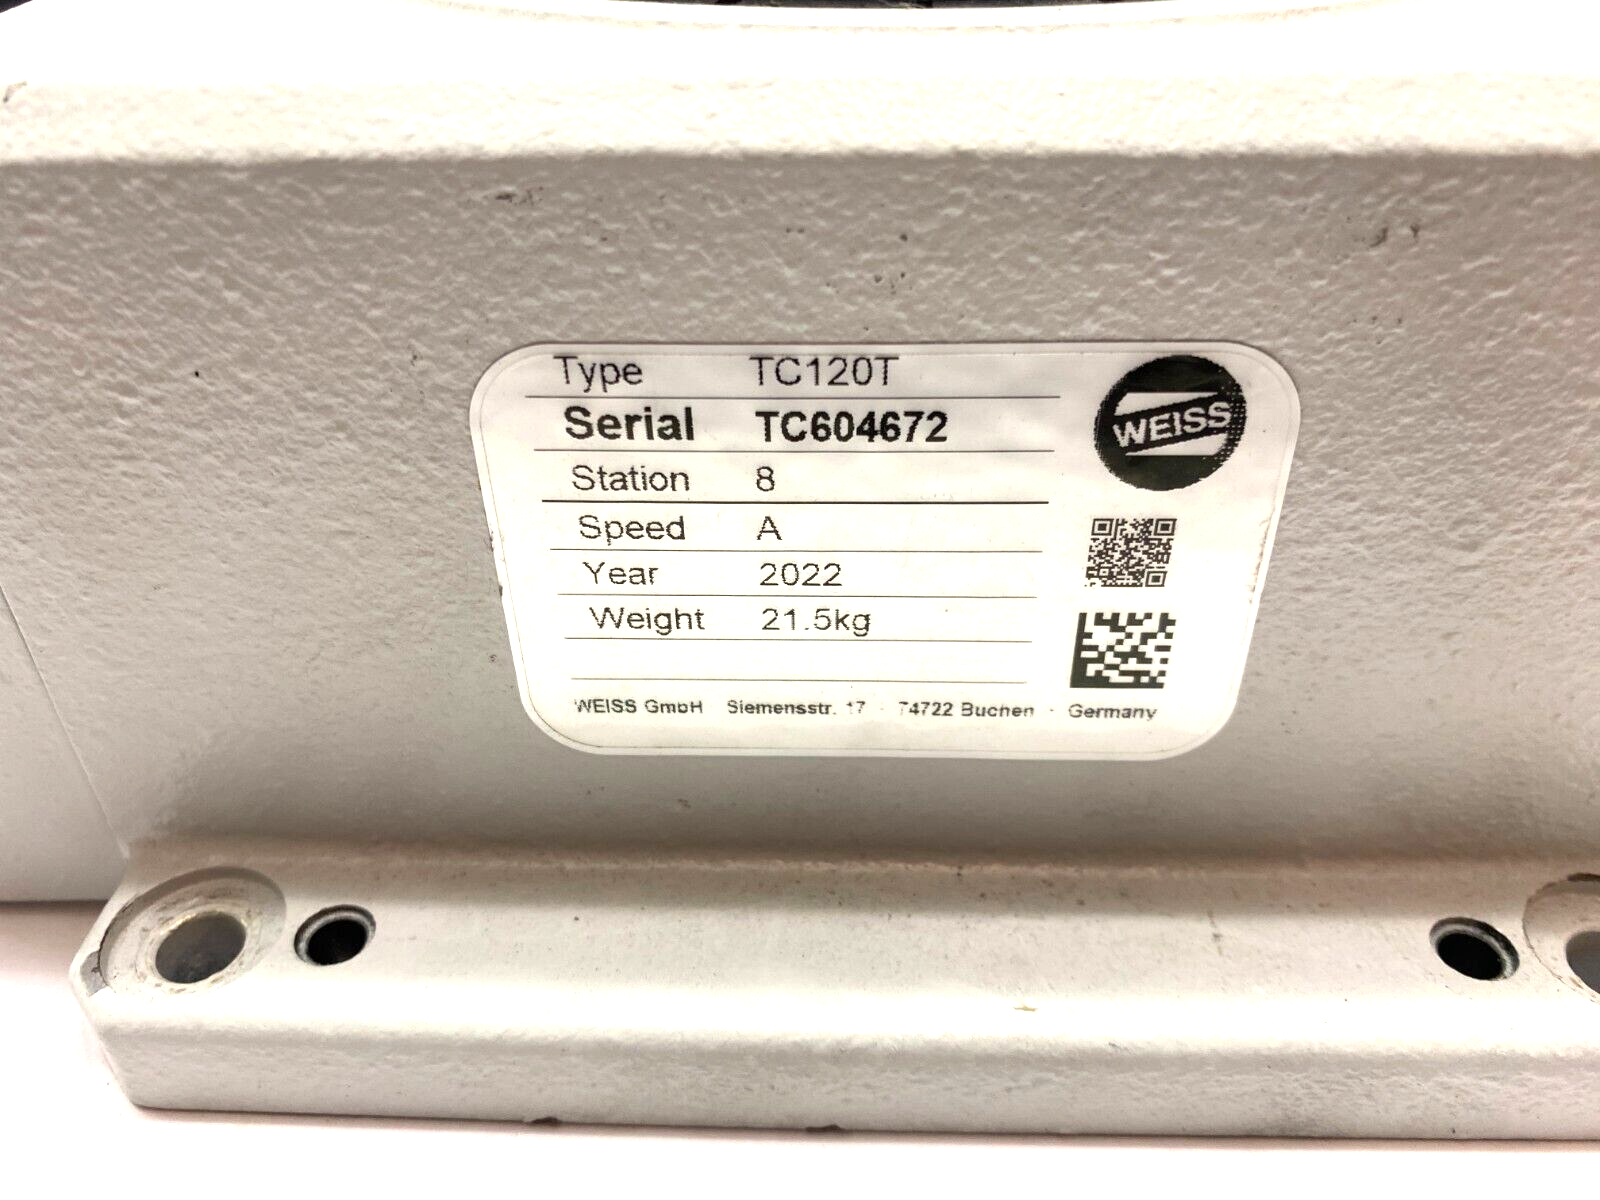 Type TC120T
Serial TC604672
Station 8
Speed A
Year 2022
Weight 21.5kg
WEISS
WEISS GmbH Siemensstr. 17 · 74722 Buchen · Germany